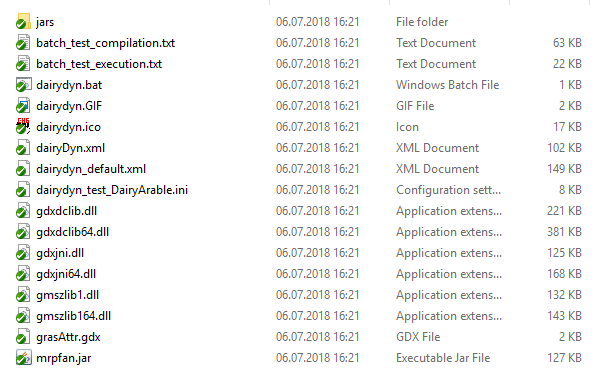 jars 06.07.2018 16:21 File folder
batch_test_compilation.txt 06.07.2018 16:21 Text Document 63 KB
batch_test_execution.txt 06.07.2018 16:21 Text Document 22 KB
dairydyn.bat 06.07.2018 16:21 Windows Batch File 1 KB
dairydyn.GIF 06.07.2018 16:21 GIF File 2 KB
dairydyn.ico 06.07.2018 16:21 Icon 17 KB
dairyDyn.xml 06.07.2018 16:21 XML Document 102 KB
dairydyn_default.xml 06.07.2018 16:21 XML Document 149 KB
dairydyn_test_DairyArable.ini 06.07.2018 16:21 Configuration sett... 8 KB
gdxdclib.dll 06.07.2018 16:21 Application extens... 221 KB
gdxdclib64.dll 06.07.2018 16:21 Application extens... 381 KB
gdxjni.dll 06.07.2018 16:21 Application extens... 125 KB
gdxjni64.dll 06.07.2018 16:21 Application extens... 168 KB
gmszlib1.dll 06.07.2018 16:21 Application extens... 132 KB
gmszlib164.dll 06.07.2018 16:21 Application extens... 143 KB
grasAttr.gdx 06.07.2018 16:21 GDX File 2 KB
mrpfan.jar 06.07.2018 16:21 Executable Jar File 127 KB